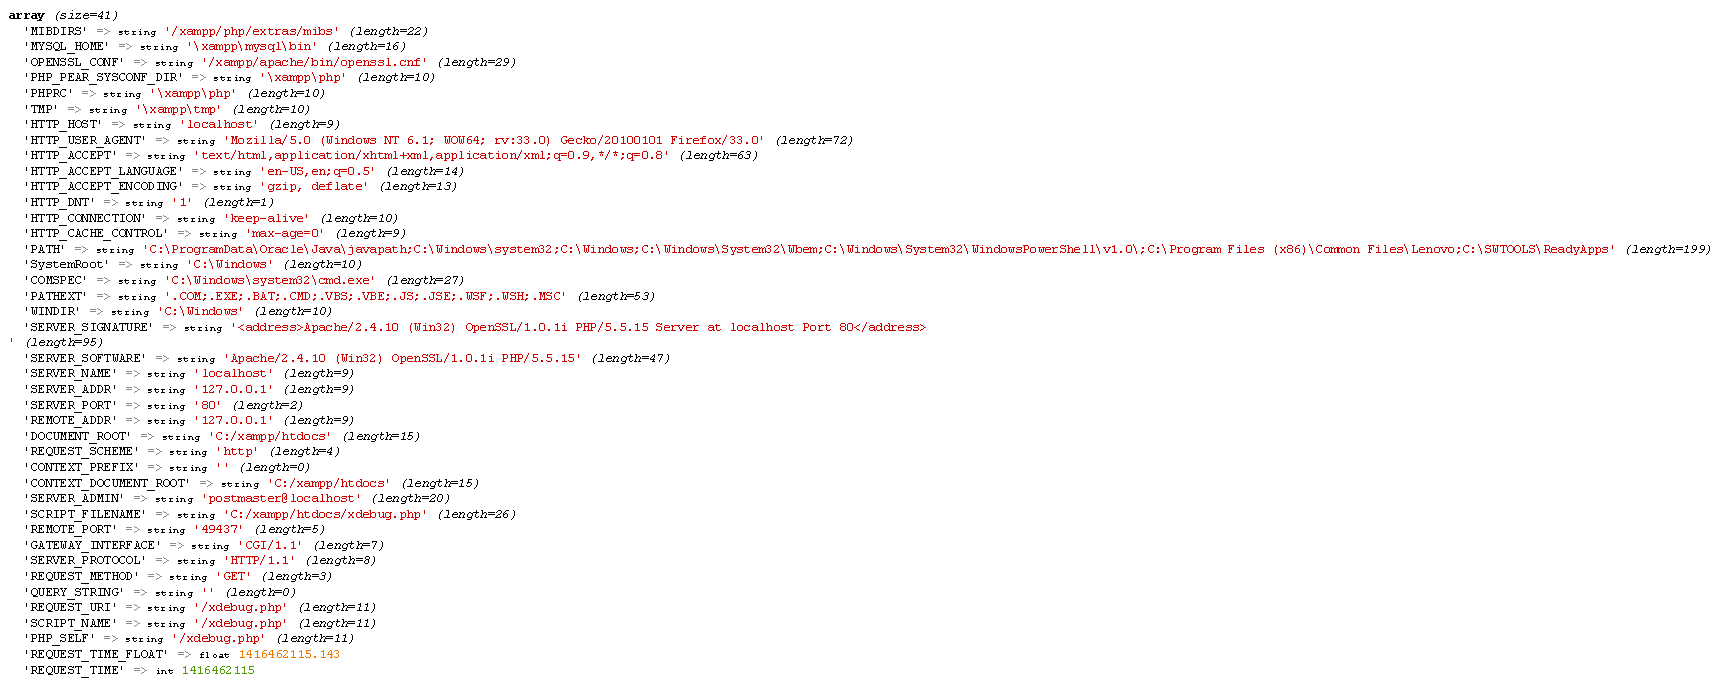 array (size=41)
'MIBDIRS' => string '/xampp/php/extras/mibs' (length=22)
'MYSQL_HOME' => string '\xampp\mysql\bin' (length=16)
'OPENSSL_CONF' => string '/xampp/apache/bin/openssl.cnf' (length=29)
'PHP_PEAR_SYSCONF_DIR' => string '\xampp\php' (length=10)
'PHPRC' => string '\xampp\php' (length=10)
'TMP' => string '\xampp\tmp' (length=10)
'HTTP_HOST' => string 'localhost' (length=9)
'HTTP_USER_AGENT' => string 'Mozilla/5.0 (Windows NT 6.1; WOW64; rv:33.0) Gecko/20100101 Firefox/33.0' (length=72)
'HTTP_ACCEPT' => string 'text/html,application/xhtml+xml,application/xml;q=0.9,*/*;q=0.8' (length=63)
'HTTP_ACCEPT_LANGUAGE' => string 'en-US,en;q=0.5' (length=14)
'HTTP_ACCEPT_ENCODING' => string 'gzip, deflate' (length=13)
'HTTP_DNT' => string '1' (length=1)
'HTTP_CONNECTION' => string 'keep-alive' (length=10)
'HTTP_CACHE_CONTROL' => string 'max-age=0' (length=9)
'PATH' => string 'C:\ProgramData\Oracle\Java\javapath;C:\Windows\system32;C:\Windows;C:\Windows\System32\Wbem;C:\Windows\System32\WindowsPowerShell\v1.0\;C:\Program Files (x86)\Common Files\Lenovo;C:\SWTOOLS\ReadyApps' (length=199)
'SystemRoot' => string 'C:\Windows' (length=10)
'COMSPEC' => string 'C:\Windows\system32\cmd.exe' (length=27)
'PATHEXT' => string '.COM;.EXE;.BAT;.CMD;.VBS;.VBE;.JS;.JSE;.WSF;.WSH;.MSC' (length=53)
'WINDIR' => string 'C:\Windows' (length=10)
'SERVER_SIGNATURE' => string '<address>Apache/2.4.10 (Win32) OpenSSL/1.0.1i PHP/5.5.15 Server at localhost Port 80</address>
' (length=95)
'SERVER_SOFTWARE' => string 'Apache/2.4.10 (Win32) OpenSSL/1.0.1i PHP/5.5.15' (length=47)
'SERVER_NAME' => string 'localhost' (length=9)
'SERVER_ADDR' => string '127.0.0.1' (length=9)
'SERVER_PORT' => string '80' (length=2)
'REMOTE_ADDR' => string '127.0.0.1' (length=9)
'DOCUMENT_ROOT' => string 'C:/xampp/htdocs' (length=15)
'REQUEST_SCHEME' => string 'http' (length=4)
'CONTEXT_PREFIX' => string '' (length=0)
'CONTEXT_DOCUMENT_ROOT' => string 'C:/xampp/htdocs' (length=15)
'SERVER_ADMIN' => string 'postmaster@localhost' (length=20)
'SCRIPT_FILENAME' => string 'C:/xampp/htdocs/xdebug.php' (length=26)
'REMOTE_PORT' => string '49437' (length=5)
'GATEWAY_INTERFACE' => string 'CGI/1.1' (length=7)
'SERVER_PROTOCOL' => string 'HTTP/1.1' (length=8)
'REQUEST_METHOD' => string 'GET' (length=3)
'QUERY_STRING' => string '' (length=0)
'REQUEST_URI' => string '/xdebug.php' (length=11)
'SCRIPT_NAME' => string '/xdebug.php' (length=11)
'PHP_SELF' => string '/xdebug.php' (length=11)
'REQUEST_TIME_FLOAT' => float 1416462115.143
'REQUEST_TIME' => int 1416462115